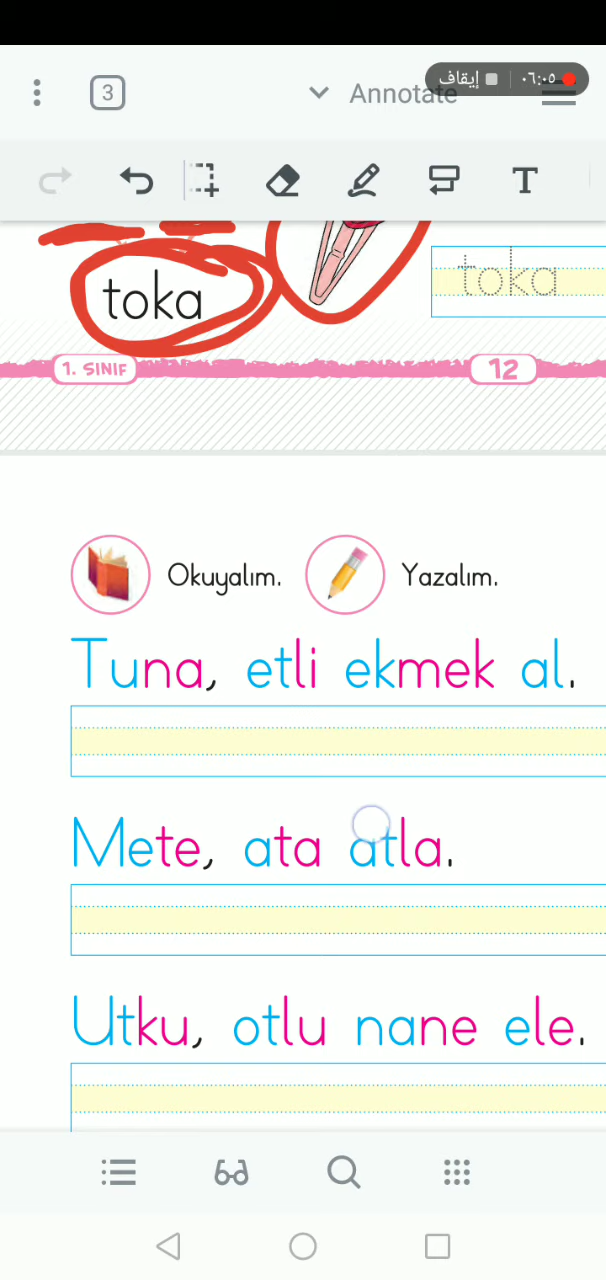 إيقاف ٠٦:٠٥
3 Annotate
T
toka toka
1. SINIF 12
Okuyalım. Yazalım.
Tuna, etli ekmek al.
Mete, ata atla.
Utku, otlu nane ele.